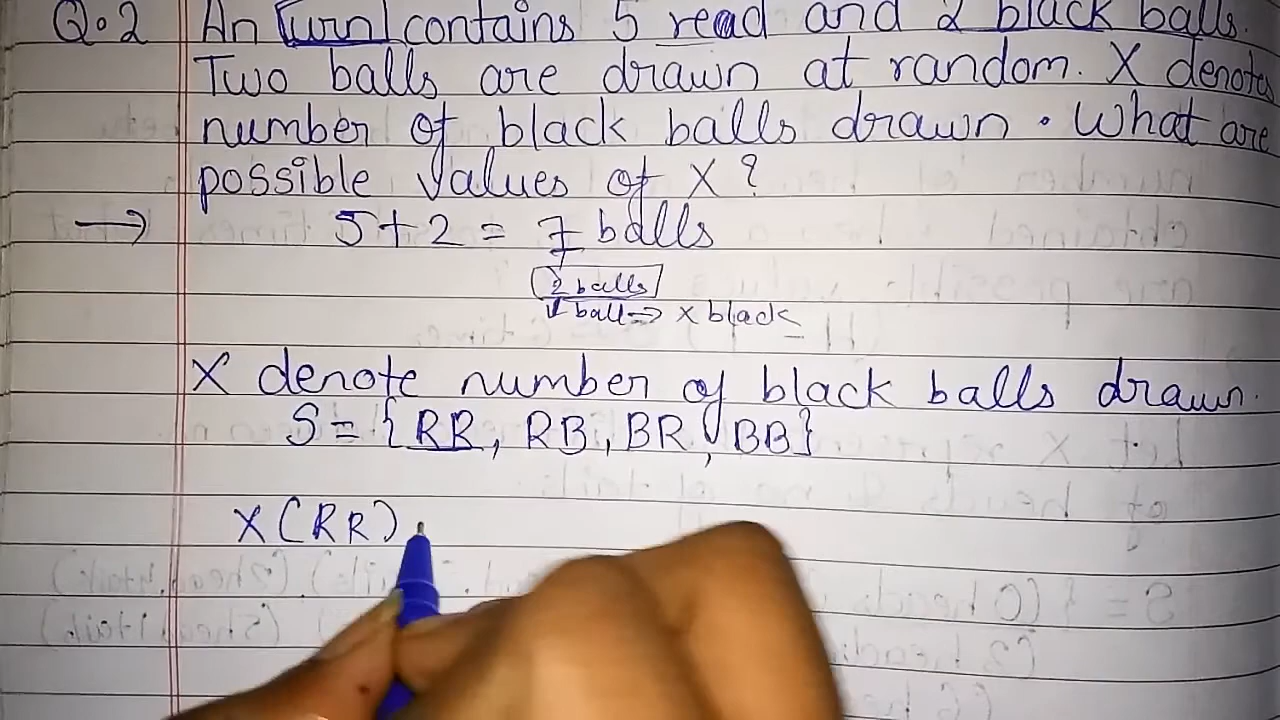 Q.2 An Urn contains 5 read and 2 black balls.
Two balls are drawn at random. X denotes
number of black balls drawn. What are
possible values of X?
→ 5+2 = 7 balls
2 balls
1 ball => x black
X denote number of black balls drawn.
S = {RR, RB, BR, BB}
X(RR)